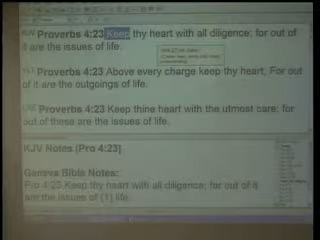 KJV Proverbs 4:23 Keep thy heart with all diligence; for out of
it are the issues of life.
YLT Proverbs 4:23 Above every charge keep thy heart, For out
of it are the outgoings of life.
Proverbs 4:23 Keep thine heart with the utmost care: for
out of these are the issues of life.
KJV Notes (Pro 4:23)
Geneva Bible Notes:
Pro 4:23 Keep thy heart with all diligence; for out of it
are the issues of {1} life.